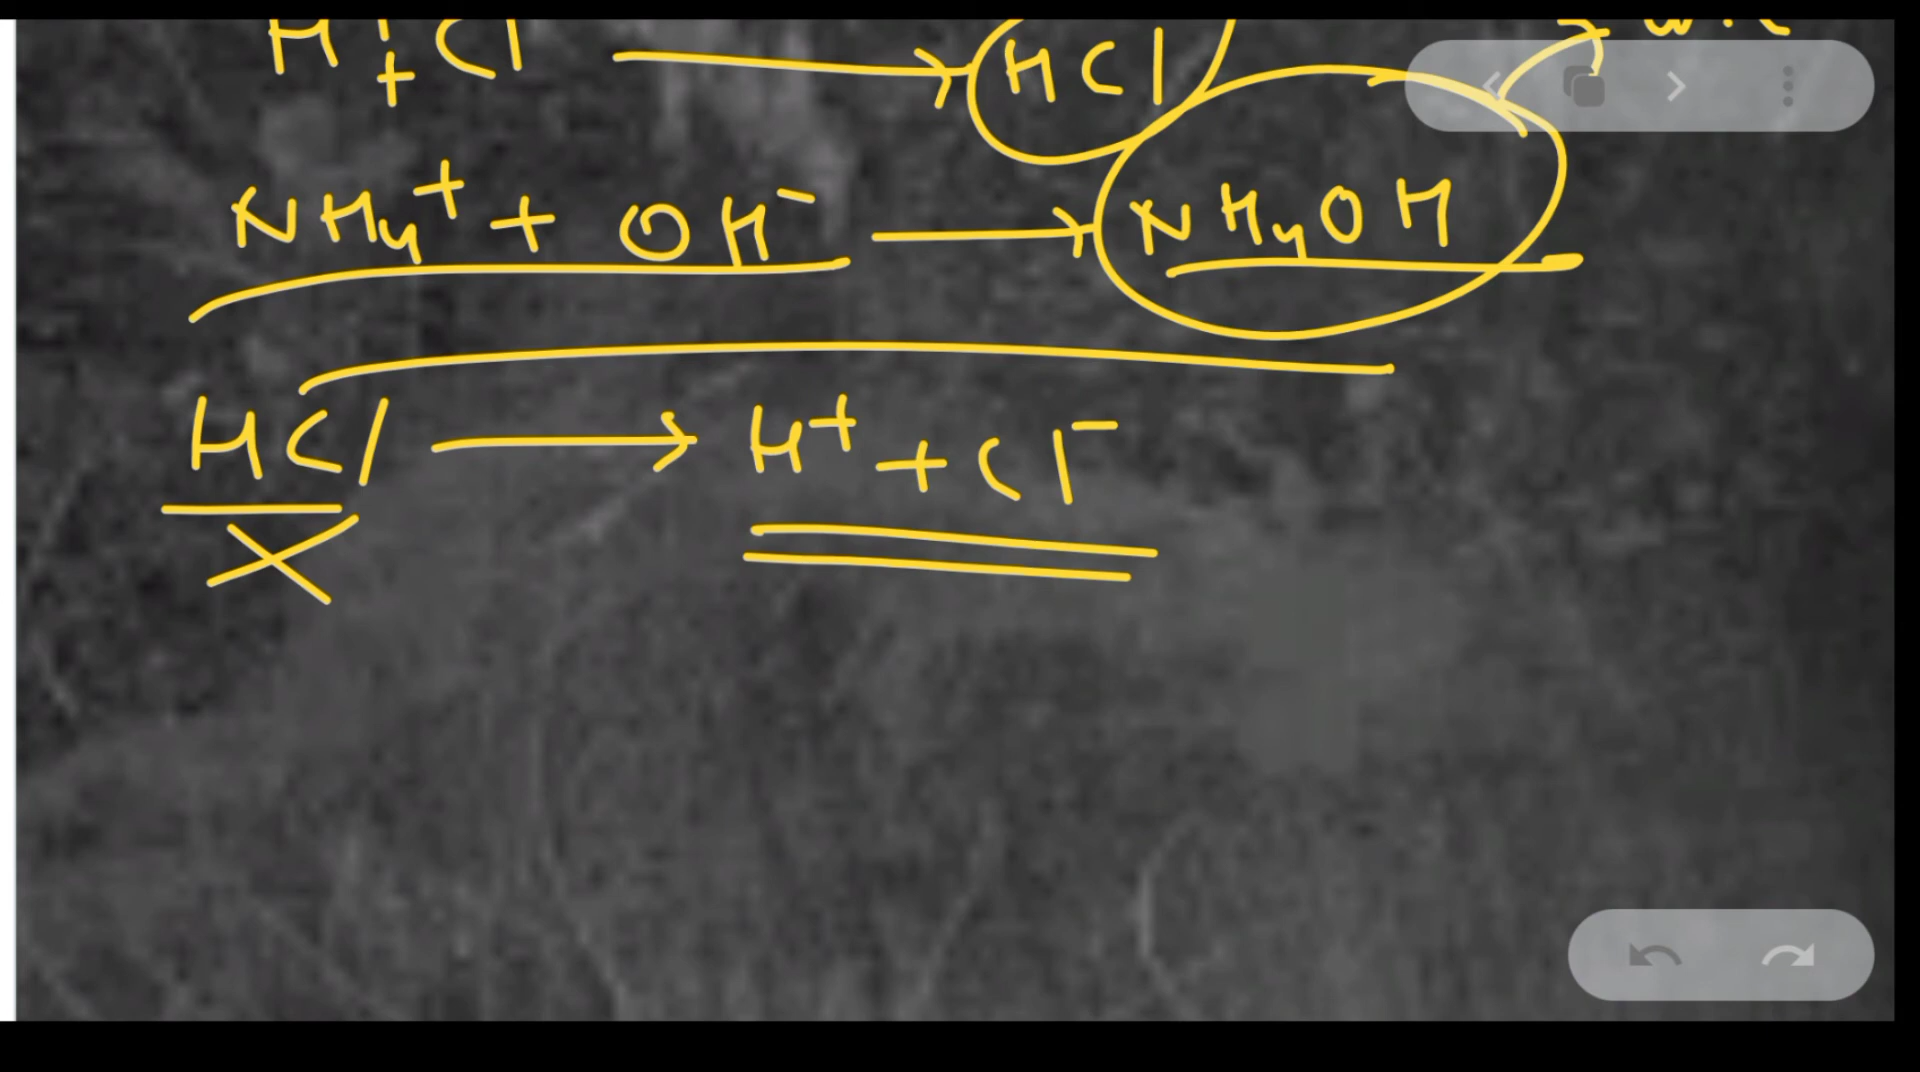 H + Cl → HCl
NH₄⁺ + OH⁻ → NH₄OH
HCl → H⁺ + Cl⁻